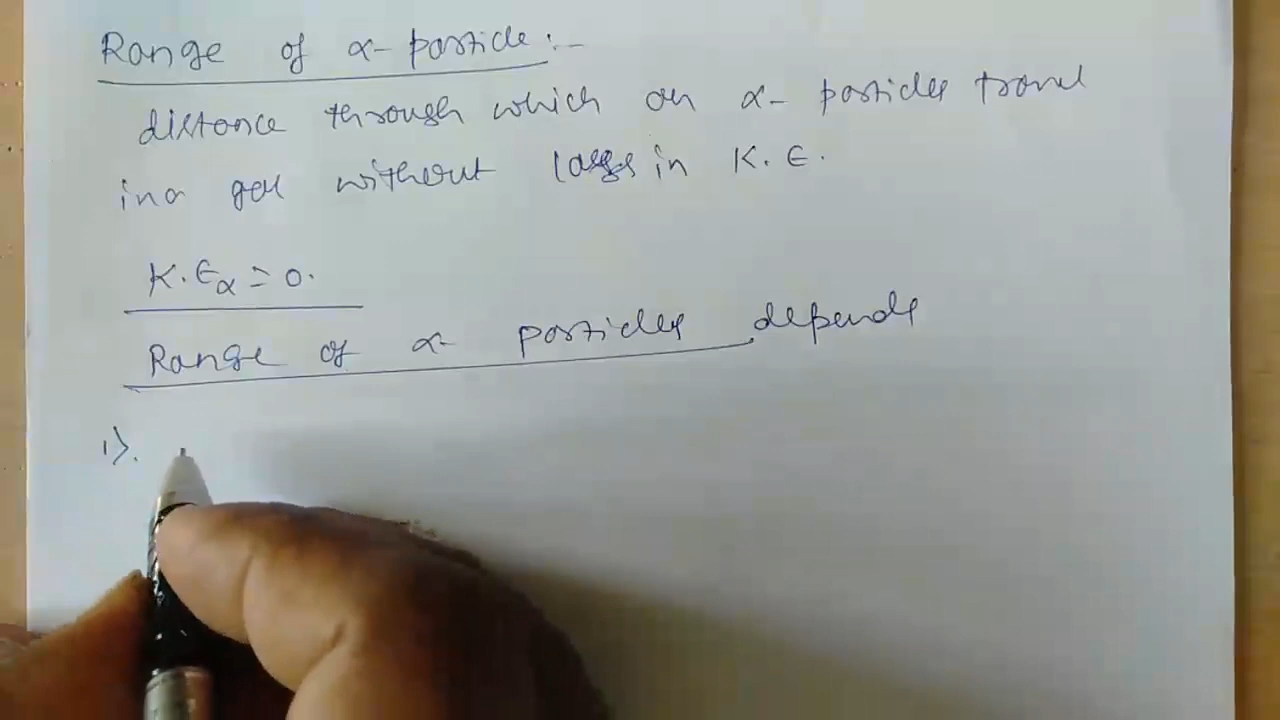 Range of α- particle:-
distance through which an α- particles travel
in a gas without loss in K.E.
K.Eα = 0.
Range of α- particles depends
1).